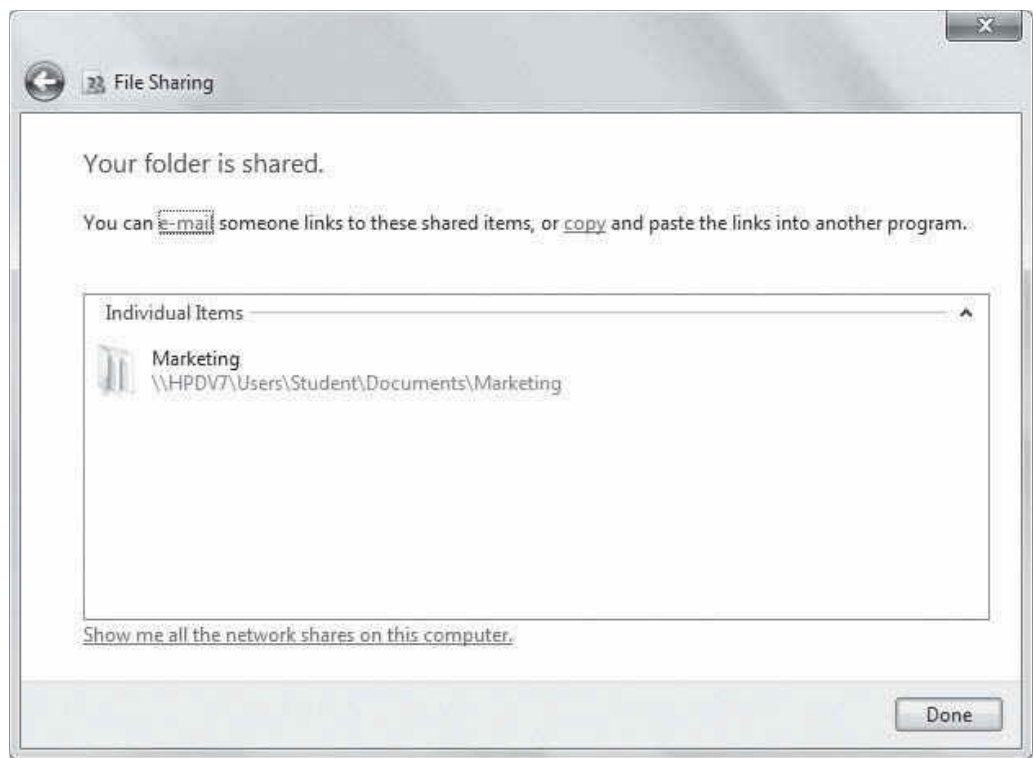 File Sharing
Your folder is shared.
You can e-mail someone links to these shared items, or copy and paste the links into another program.
Individual Items
Marketing
\\HPDV7\Users\Student\Documents\Marketing
Show me all the network shares on this computer.
Done